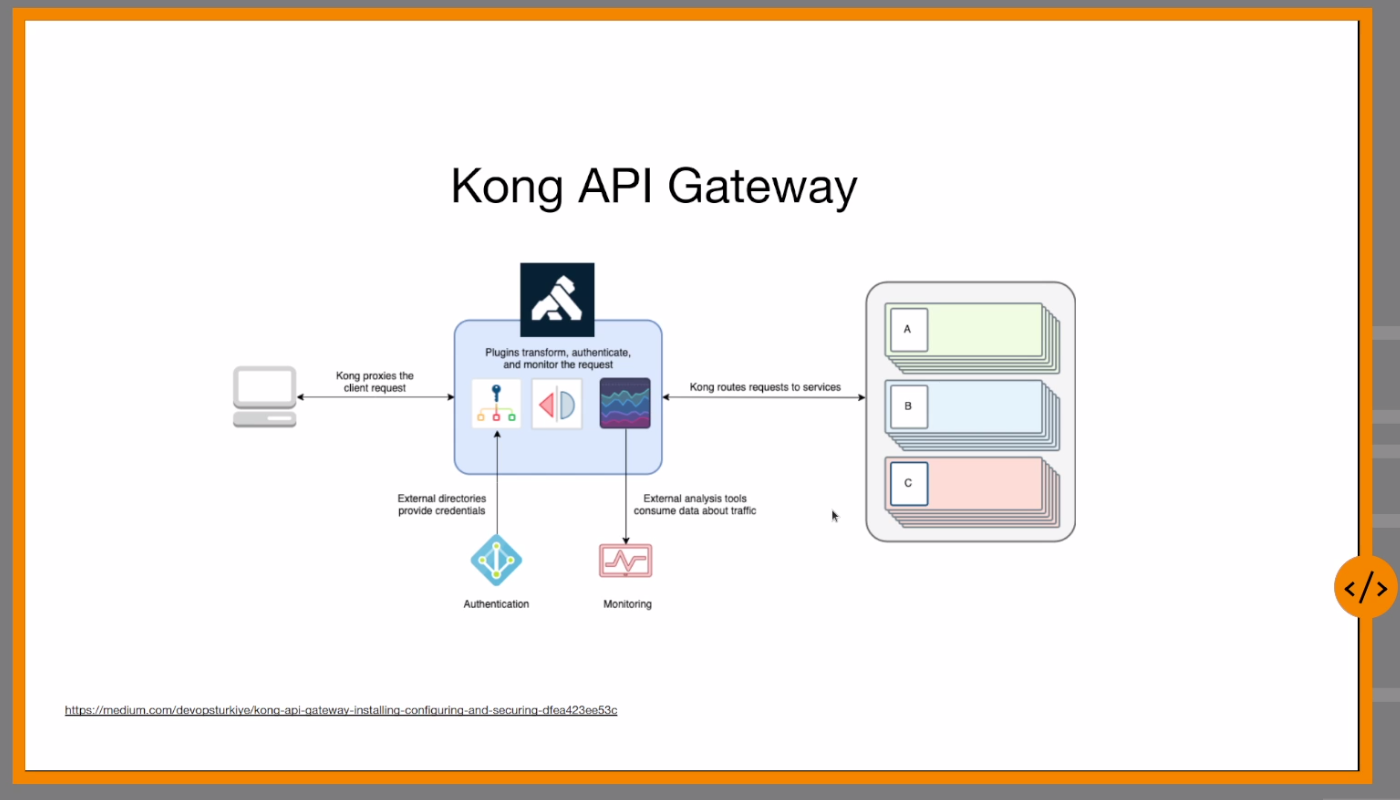 Kong API Gateway
Plugins transform, authenticate,
and monitor the request
Kong proxies the
client request
Kong routes requests to services
A
B
C
External directories
provide credentials
External analysis tools
consume data about traffic
Authentication
Monitoring
</>
https://medium.com/devopsturkiye/kong-api-gateway-installing-configuring-and-securing-dfea423ee53c